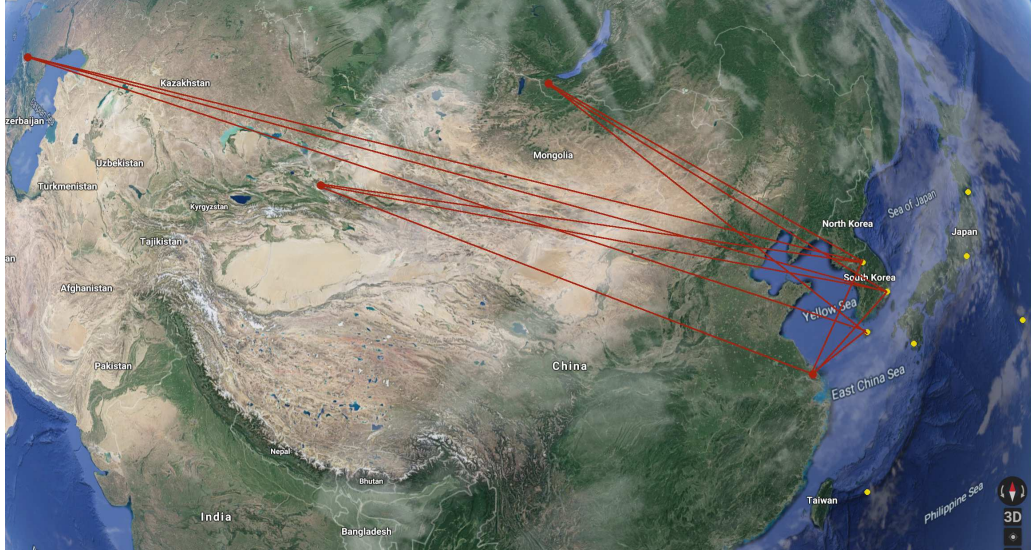 Kazakhstan
zerbaijan
Uzbekistan
Mongolia
Turkmenistan
Kyrgyzstan
Sea of Japan
North Korea
Japan
Tajikistan
an
South Korea
Afghanistan
Yellow Sea
Pakistan
China
East China Sea
Nepal
Bhutan
Taiwan
Philippine Sea
India
3D
Bangladesh